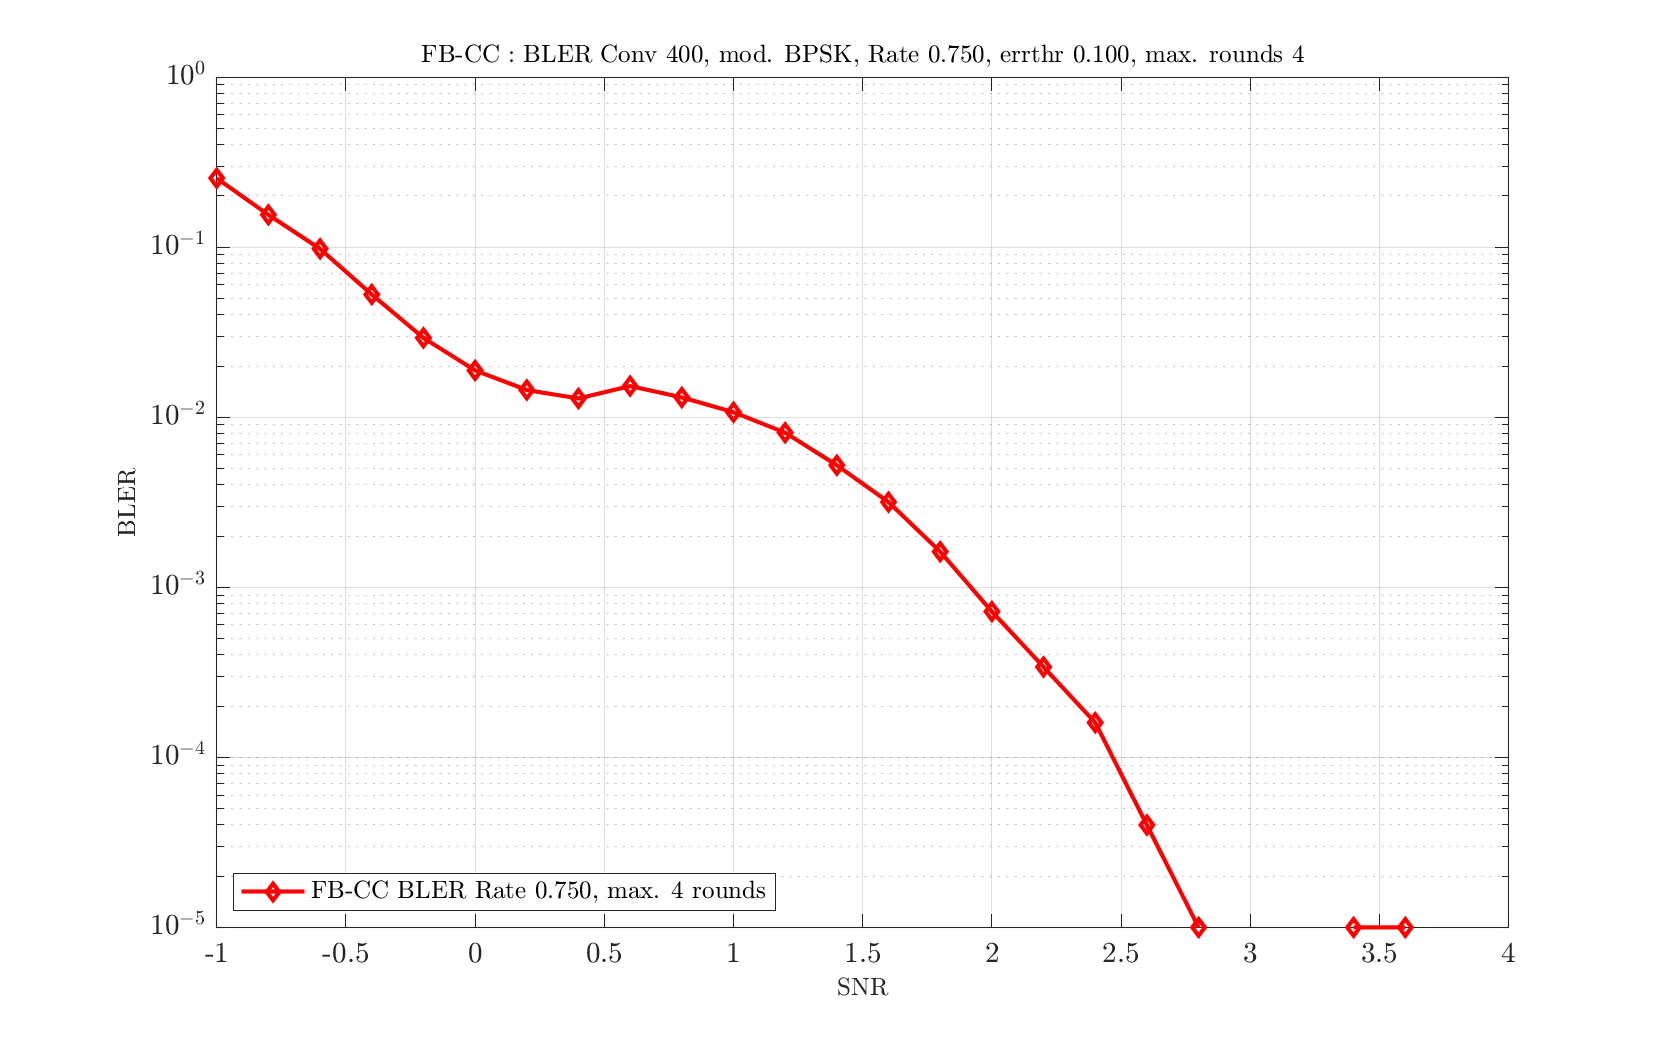 FB-CC : BLER Conv 400, mod. BPSK, Rate 0.750, errthr 0.100, max. rounds 4
10^0
10^{-1}
10^{-2}
10^{-3}
10^{-4}
10^{-5}
BLER
FB-CC BLER Rate 0.750, max. 4 rounds
-1 -0.5 0 0.5 1 1.5 2 2.5 3 3.5 4
SNR